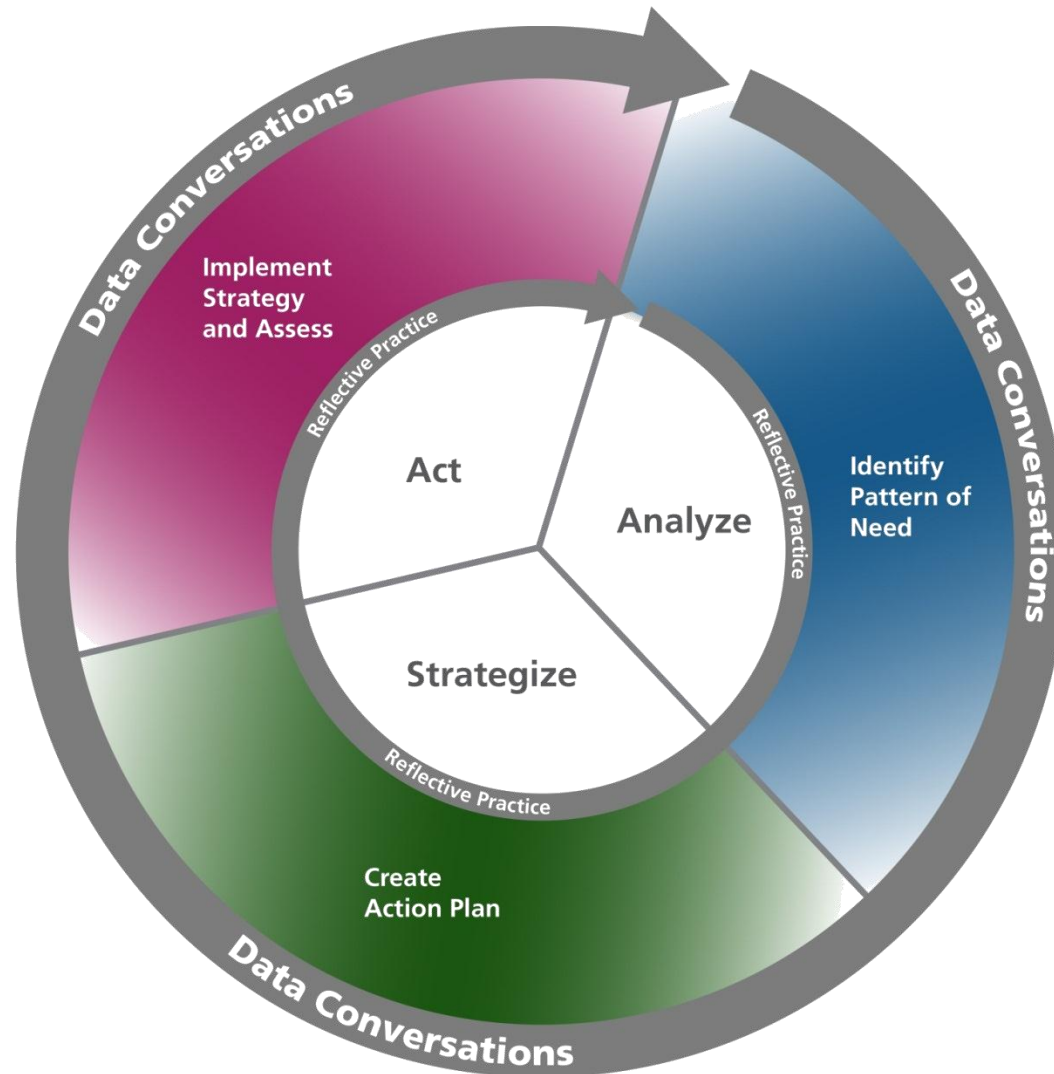 Data Conversations
Data Conversations
Implement
Strategy
and Assess
Reflective Practice
Reflective Practice
Act
Analyze
Identify
Pattern of
Need
Strategize
Reflective Practice
Create
Action Plan
Data Conversations